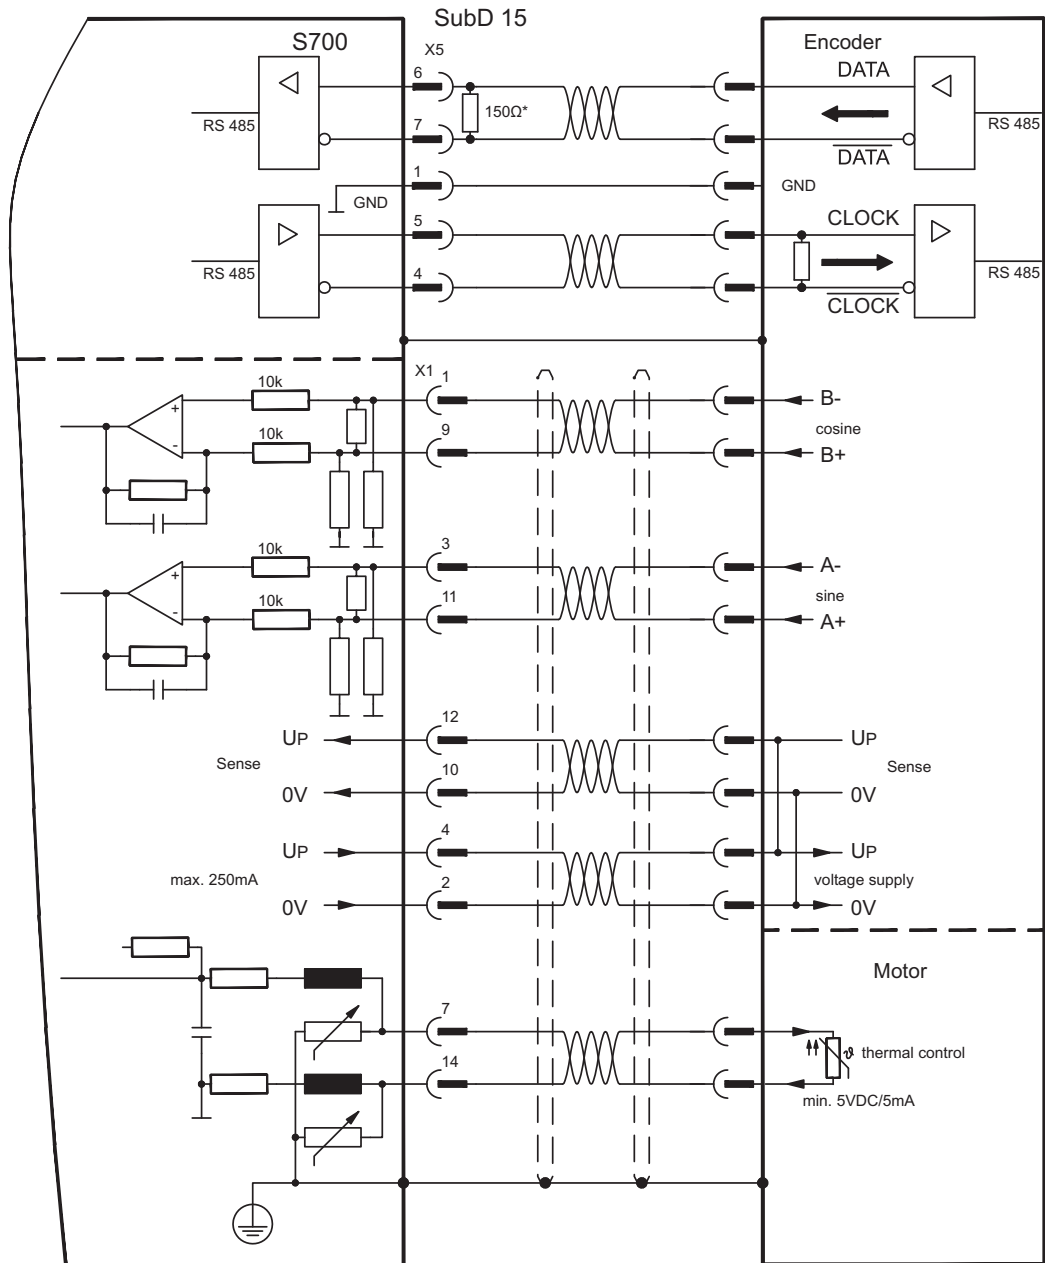 SubD 15
S700
X5
Encoder
6
DATA
150Ω*
RS 485
RS 485
7
DATA
1
GND
GND
5
CLOCK
RS 485
RS 485
4
CLOCK
X1
1
10k
+
B-
cosine
9
10k
-
B+
3
10k
+
A-
sine
11
10k
-
A+
12
UP
UP
Sense
Sense
10
0V
0V
4
UP
UP
max. 250mA
voltage supply
2
0V
0V
Motor
7
ϑ thermal control
14
min. 5VDC/5mA